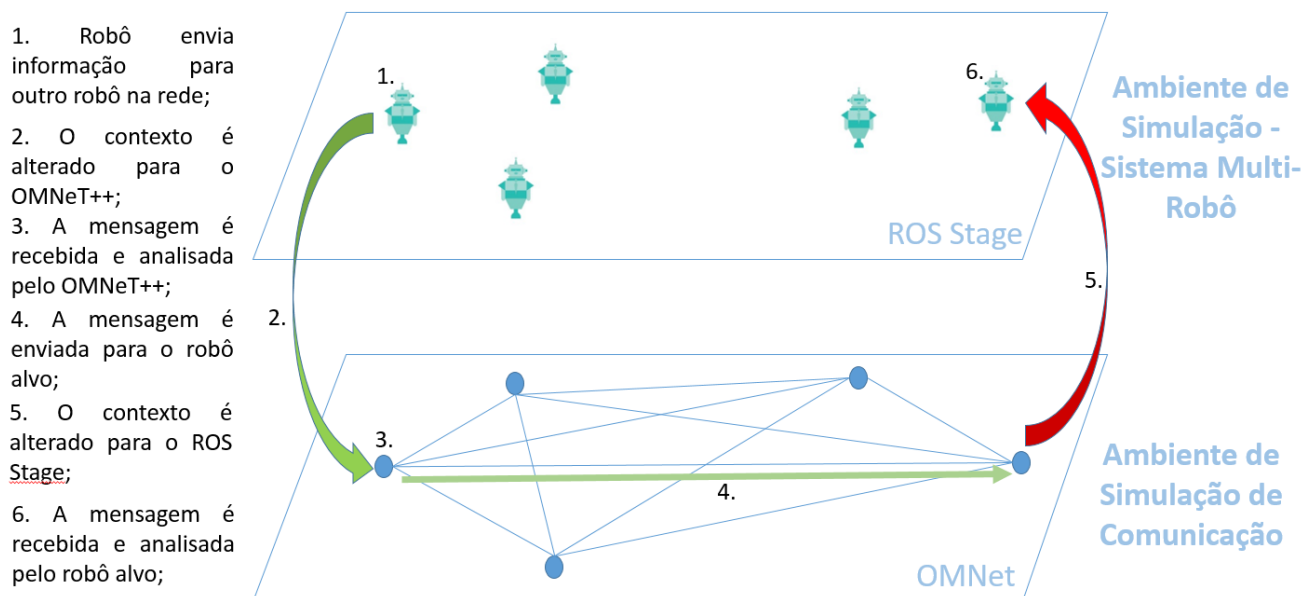 1. Robô envia
informação para
outro robô na rede;
2. O contexto é
alterado para o
OMNeT++;
3. A mensagem é
recebida e analisada
pelo OMNeT++;
4. A mensagem é
enviada para o robô
alvo;
5. O contexto é
alterado para o ROS
Stage;
6. A mensagem é
recebida e analisada
pelo robô alvo;
1.
6.
ROS Stage
Ambiente de
Simulação -
Sistema Multi-
Robô
2.
5.
3.
4.
OMNet
Ambiente de
Simulação de
Comunicação